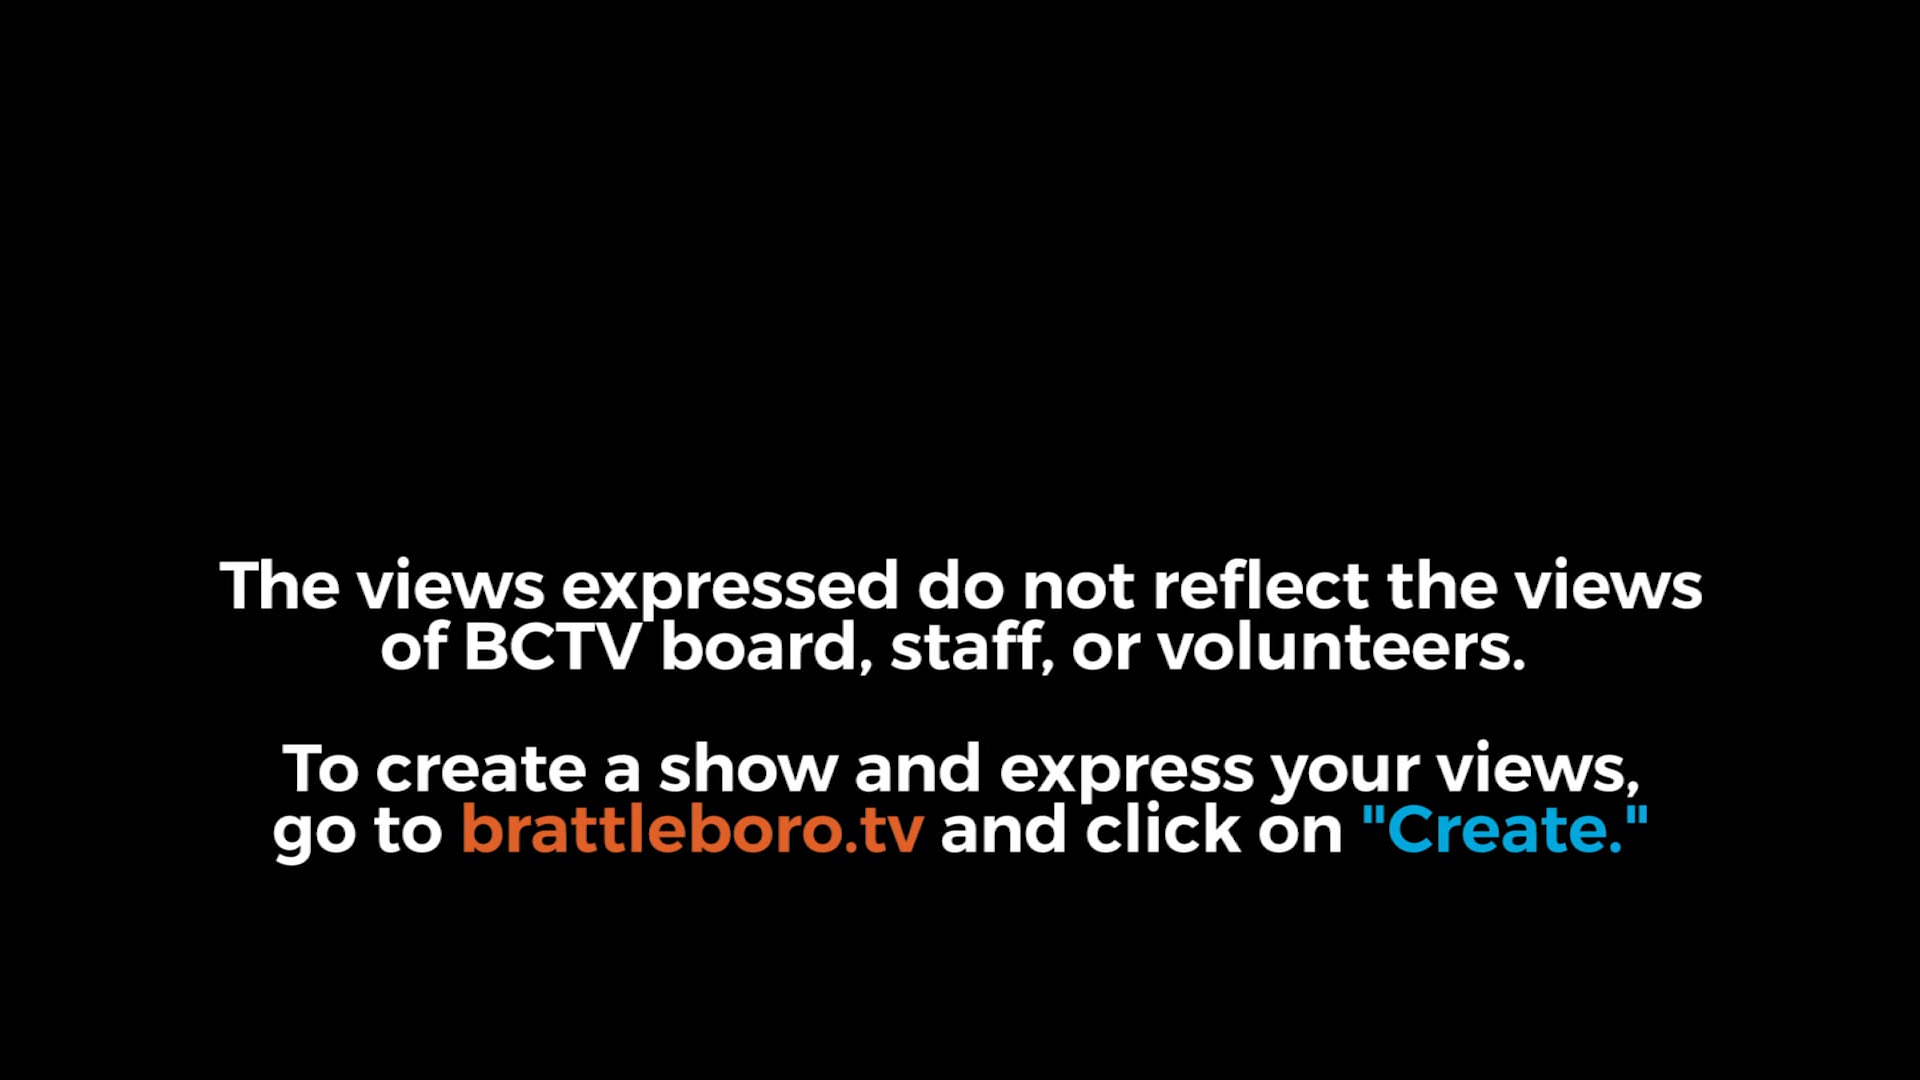 The views expressed do not reflect the views
of BCTV board, staff, or volunteers.
To create a show and express your views,
go to brattleboro.tv and click on "Create."